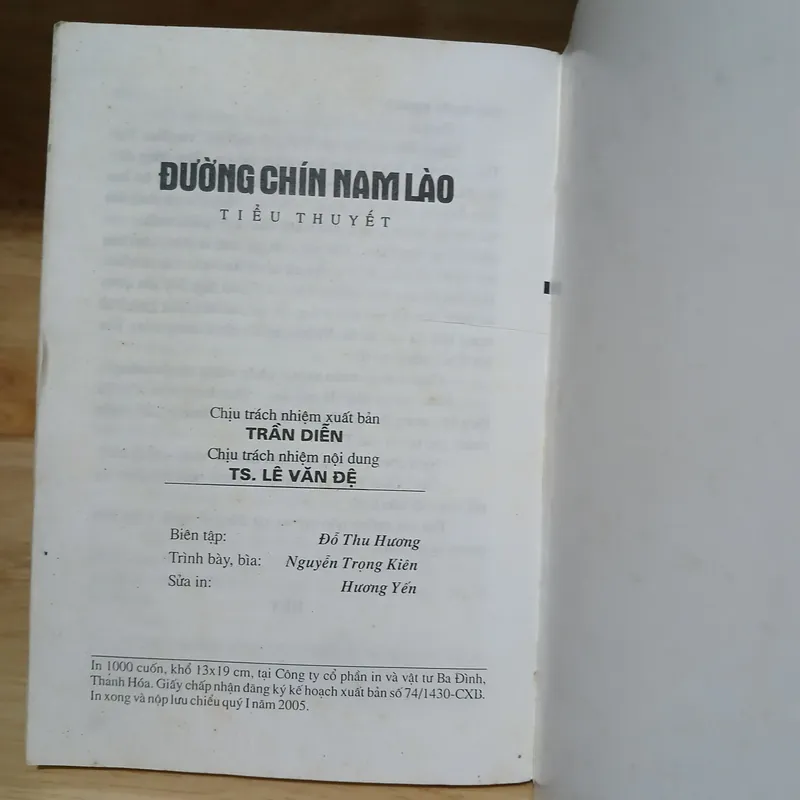 ĐƯỜNG CHÍN NAM LÀO
TIỂU THUYẾT
Chịu trách nhiệm xuất bản
TRẦN DIỄN
Chịu trách nhiệm nội dung
TS. LÊ VĂN ĐỆ
Biên tập: Đỗ Thu Hương
Trình bày, bìa: Nguyễn Trọng Kiên
Sửa in: Hương Yến
In 1000 cuốn, khổ 13x19 cm, tại Công ty cổ phần in và vật tư Ba Đình,
Thanh Hóa. Giấy chấp nhận đăng ký kế hoạch xuất bản số 74/1430-CXB.
In xong và nộp lưu chiểu quý I năm 2005.